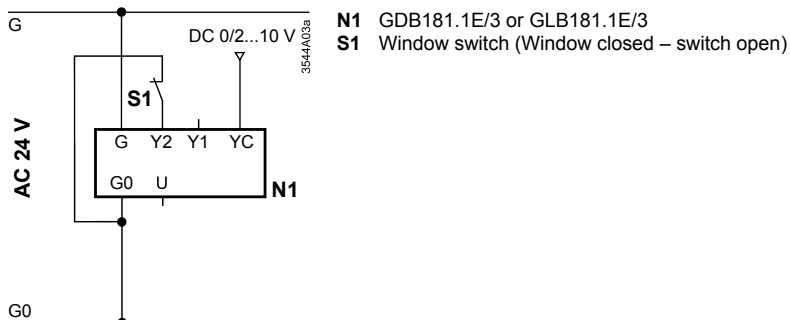 G
DC 0/2...10 V
3544A03a
N1 GDB181.1E/3 or GLB181.1E/3
S1 Window switch (Window closed – switch open)
S1
AC 24 V
G Y2 Y1 YC
G0 U
N1
G0